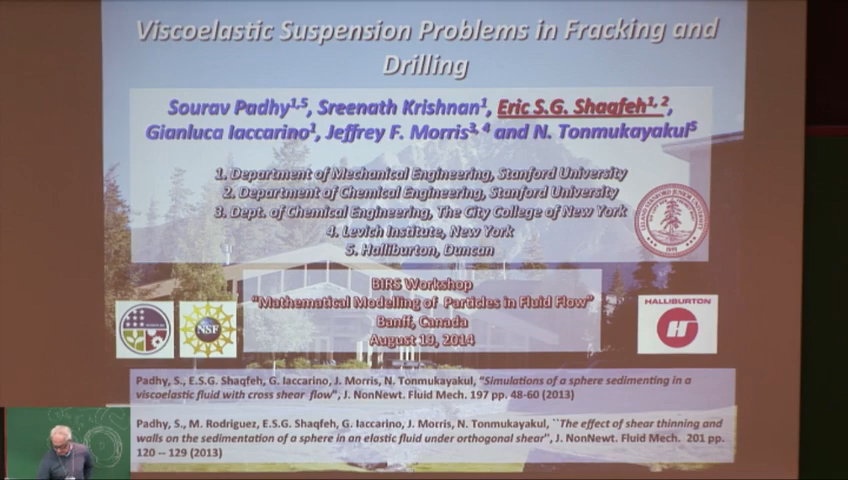 Viscoelastic Suspension Problems in Fracking and
Drilling
Sourav Padhy1,5, Sreenath Krishnan1, Eric S.G. Shaqfeh1, 2,
Gianluca Iaccarino1, Jeffrey F. Morris3, 4 and N. Tonmukayakul5
1. Department of Mechanical Engineering, Stanford University
2. Department of Chemical Engineering, Stanford University
3. Dept. of Chemical Engineering, The City College of New York
4. Levich Institute, New York
5. Halliburton, Duncan
BIRS Workshop
"Mathematical Modelling of Particles in Fluid Flow"
Banff, Canada
August 19, 2014
NSF
HALLIBURTON
H
Padhy, S., E.S.G. Shaqfeh, G. Iaccarino, J. Morris, N. Tonmukayakul, "Simulations of a sphere sedimenting in a
viscoelastic fluid with cross shear flow", J. NonNewt. Fluid Mech. 197 pp. 48-60 (2013)
Padhy, S., M. Rodriguez, E.S.G. Shaqfeh, G. Iaccarino, J. Morris, N. Tonmukayakul, ``The effect of shear thinning and
walls on the sedimentation of a sphere in an elastic fluid under orthogonal shear", J. NonNewt. Fluid Mech. 201 pp.
120 -- 129 (2013)